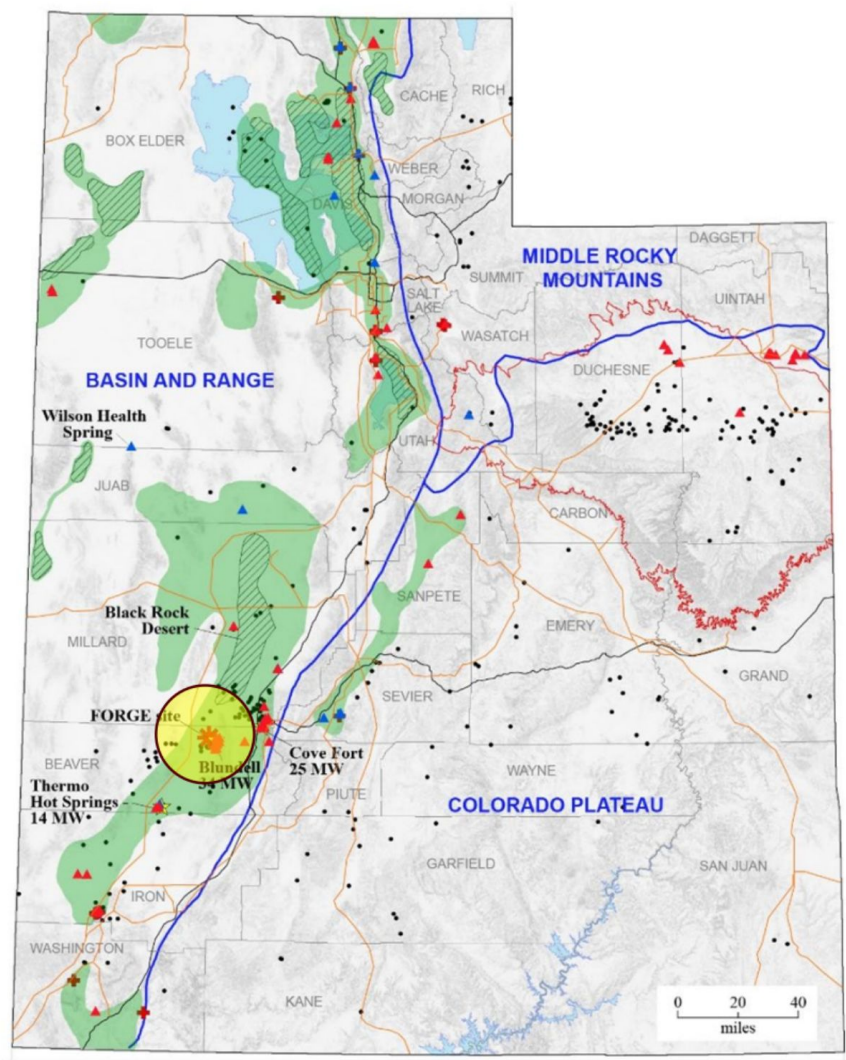 CACHE
RICH
BOX ELDER
WEBER
DAVIS
MORGAN
DAGGETT
MIDDLE ROCKY
MOUNTAINS
SUMMIT
SALT
LAKE
UINTAH
WASATCH
TOOELE
DUCHESNE
BASIN AND RANGE
Wilson Health
Spring
UTAH
JUAB
CARBON
SANPETE
Black Rock
Desert
MILLARD
EMERY
GRAND
SEVIER
FORGE site
Cove Fort
25 MW
Blundell
34 MW
BEAVER
WAYNE
Thermo
Hot Springs
14 MW
PIUTE
COLORADO PLATEAU
GARFIELD
SAN JUAN
IRON
WASHINGTON
KANE
0 20 40
miles